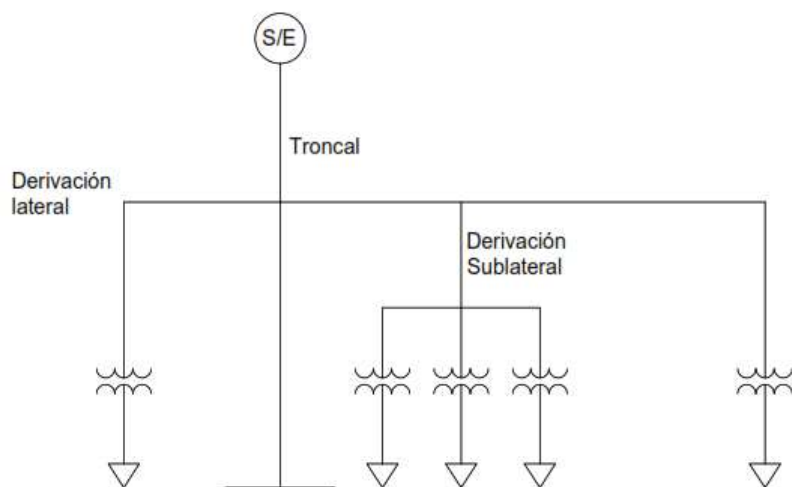 S/E
Troncal
Derivación
lateral
Derivación
Sublateral